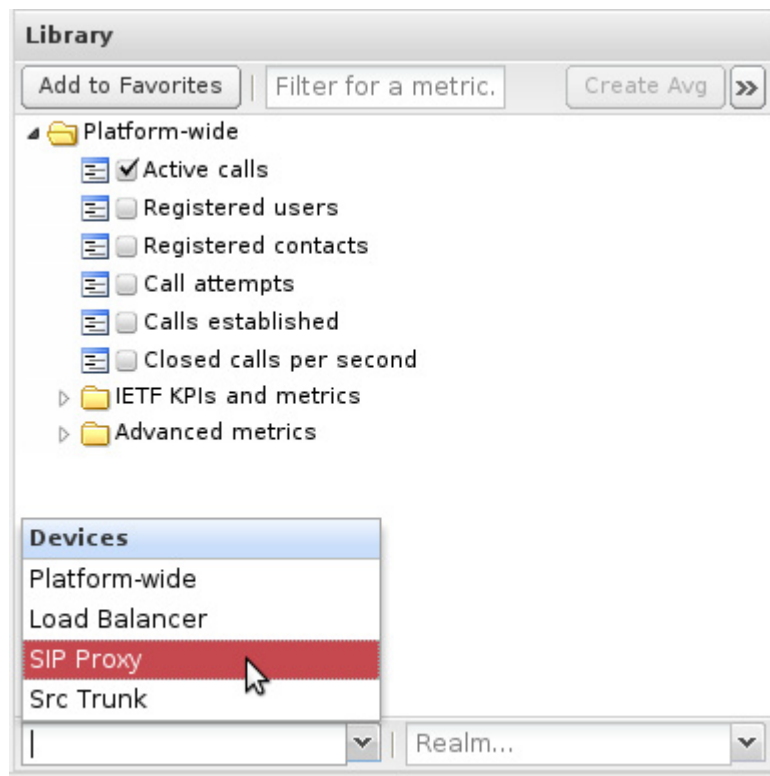 Library
Add to Favorites | Filter for a metric. Create Avg »
Platform-wide
Active calls
Registered users
Registered contacts
Call attempts
Calls established
Closed calls per second
IETF KPIs and metrics
Advanced metrics
Devices
Platform-wide
Load Balancer
SIP Proxy
Src Trunk
Realm...